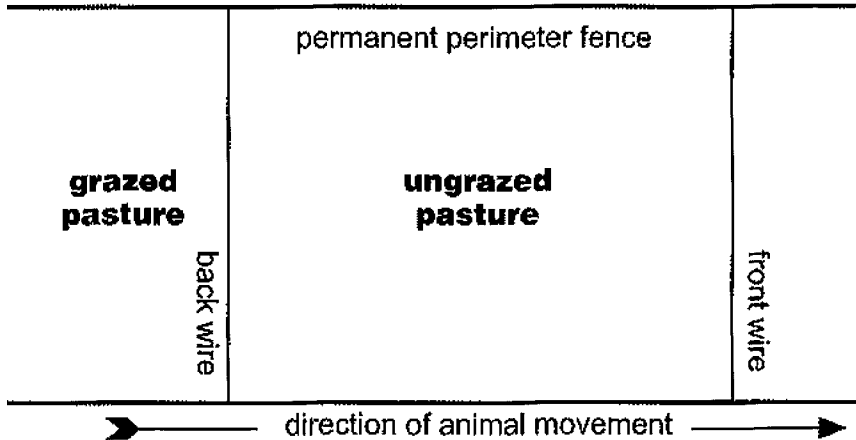 permanent perimeter fence
grazed
pasture
ungrazed
pasture
back wire
front wire
direction of animal movement